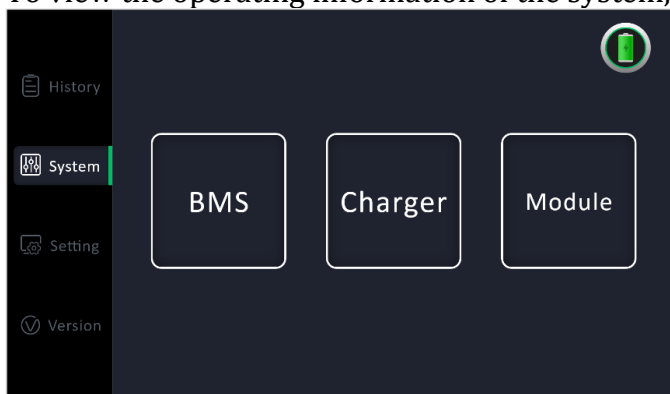 To view the operating information of the system,
History
System
BMS
Charger
Module
Setting
Version